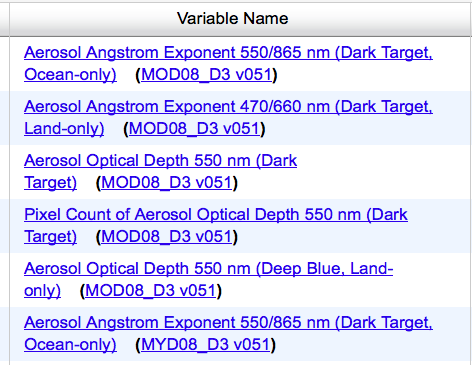 Variable Name
Aerosol Angstrom Exponent 550/865 nm (Dark Target,
Ocean-only) (MOD08_D3 v051)
Aerosol Angstrom Exponent 470/660 nm (Dark Target,
Land-only) (MOD08_D3 v051)
Aerosol Optical Depth 550 nm (Dark
Target) (MOD08_D3 v051)
Pixel Count of Aerosol Optical Depth 550 nm (Dark
Target) (MOD08_D3 v051)
Aerosol Optical Depth 550 nm (Deep Blue, Land-
only) (MOD08_D3 v051)
Aerosol Angstrom Exponent 550/865 nm (Dark Target,
Ocean-only) (MYD08_D3 v051)